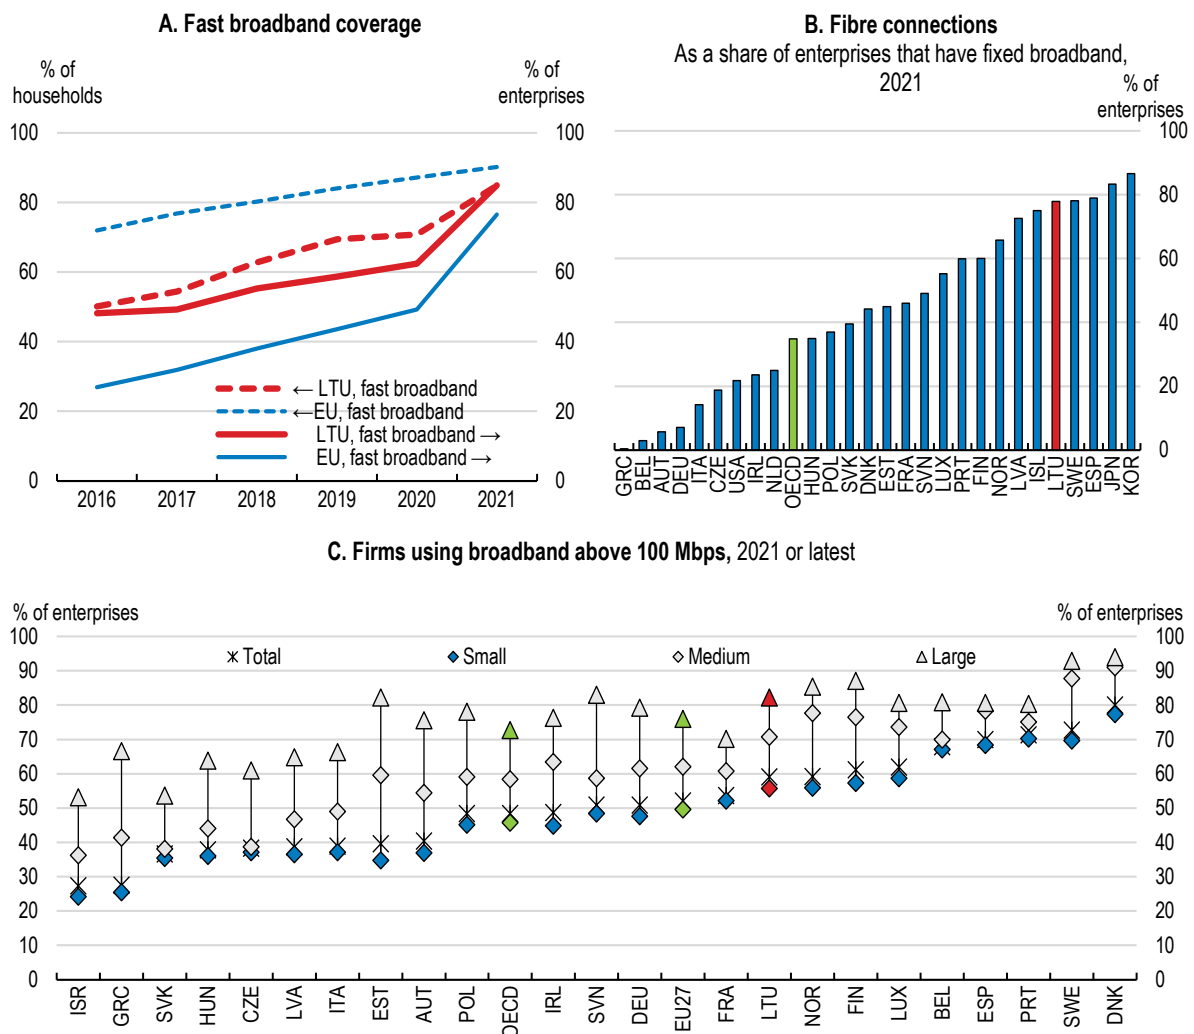 A. Fast broadband coverage
% of
households
% of
enterprises
100
80
60
40
20
0
100
80
60
40
20
0
← LTU, fast broadband
←EU, fast broadband
LTU, fast broadband →
EU, fast broadband →
2016 2017 2018 2019 2020 2021
B. Fibre connections
As a share of enterprises that have fixed broadband,
2021
% of
enterprises
100
80
60
40
20
0
GRC BEL AUT DEU ITA CZE USA IRL NLD OECD HUN POL SVK DNK EST FRA SVN LUX PRT FIN NOR LVA ISL LTU SWE ESP JPN KOR
C. Firms using broadband above 100 Mbps, 2021 or latest
% of enterprises
% of enterprises
Total Small Medium Large
100
90
80
70
60
50
40
30
20
10
0
100
90
80
70
60
50
40
30
20
10
0
ISR GRC SVK HUN CZE LVA ITA EST AUT POL OECD IRL SVN DEU EU27 FRA LTU NOR FIN LUX BEL ESP PRT SWE DNK